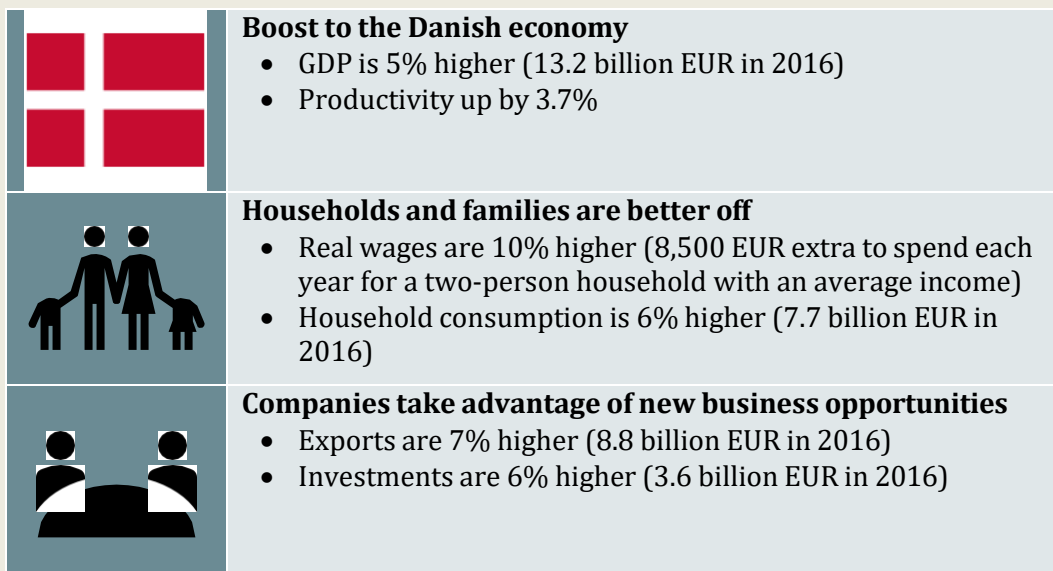 Boost to the Danish economy
• GDP is 5% higher (13.2 billion EUR in 2016)
• Productivity up by 3.7%
Households and families are better off
• Real wages are 10% higher (8,500 EUR extra to spend each
year for a two-person household with an average income)
• Household consumption is 6% higher (7.7 billion EUR in
2016)
Companies take advantage of new business opportunities
• Exports are 7% higher (8.8 billion EUR in 2016)
• Investments are 6% higher (3.6 billion EUR in 2016)